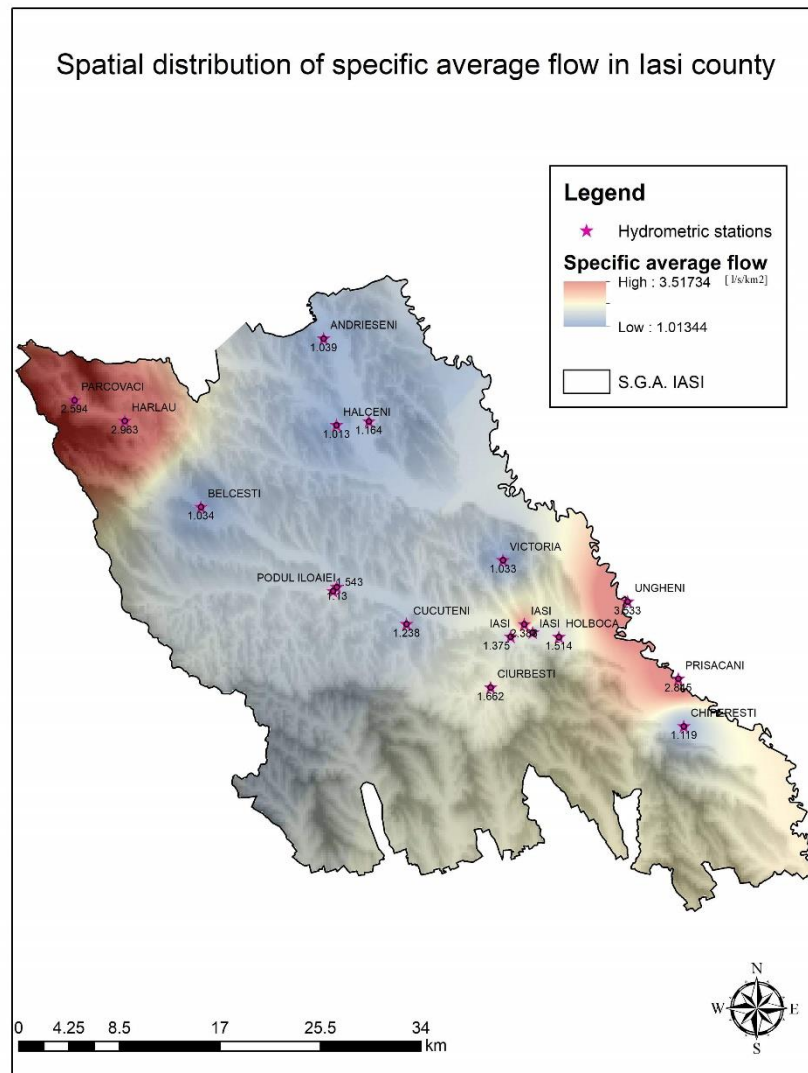 Spatial distribution of specific average flow in Iasi county
Legend
Hydrometric stations
Specific average flow
High : 3.51734
[ l/s/km2]
Low : 1.01344
S.G.A. IASI
ANDRIESENI
1.039
PARCOVACI
2.594
HARLAU
2.963
HALCENI
1.013
1.164
BELCESTI
1.034
VICTORIA
1.033
PODUL ILOAIEI
1.543
1.13
UNGHENI
3.533
CUCUTENI
1.238
IASI
IASI
IASI
HOLBOCA
1.375
1.514
CIURBESTI
1.662
PRISACANI
CHIPERESTI
1.119
N
W
E
S
0
4.25
8.5
17
25.5
34
km